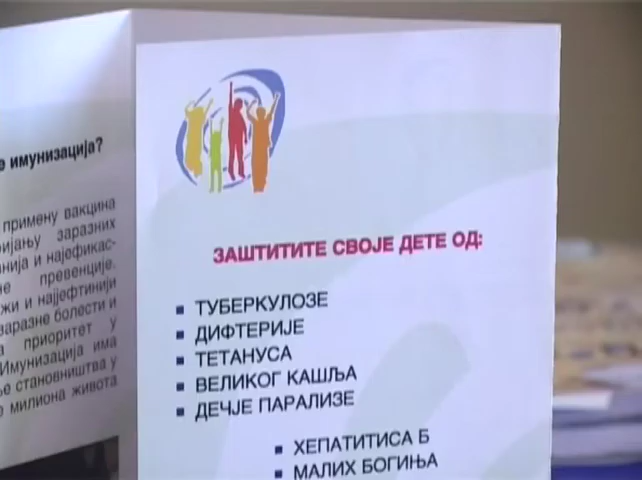 е имунизација?
примену вакцина
заразних
најефикас-
не превенције.
и најјефтинији
заразне болести и
приоритет у
Имунизација има
становништва у
милиона живота
ЗАШТИТИТЕ СВОЈЕ ДЕТЕ ОД:
ТУБЕРКУЛОЗЕ
ДИФТЕРИЈЕ
ТЕТАНУСА
ВЕЛИКОГ КАШЉА
ДЕЧЈЕ ПАРАЛИЗЕ
ХЕПАТИТИСА Б
МАЛИХ БОГИЊА